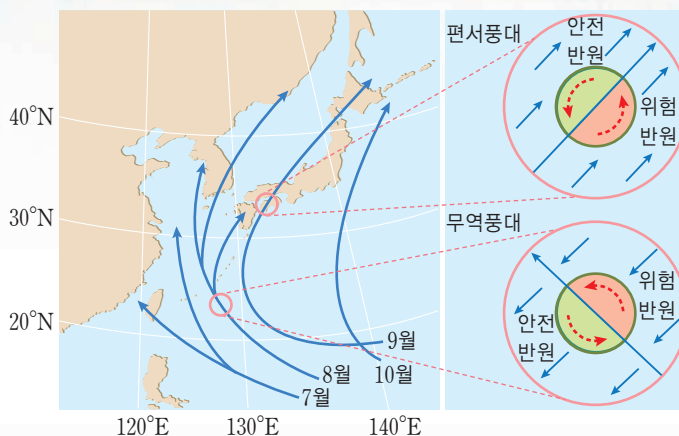 40°N
30°N
20°N
120°E
130°E
140°E
7월
8월
9월
10월
편서풍대
안전
반원
위험
반원
무역풍대
위험
반원
안전
반원